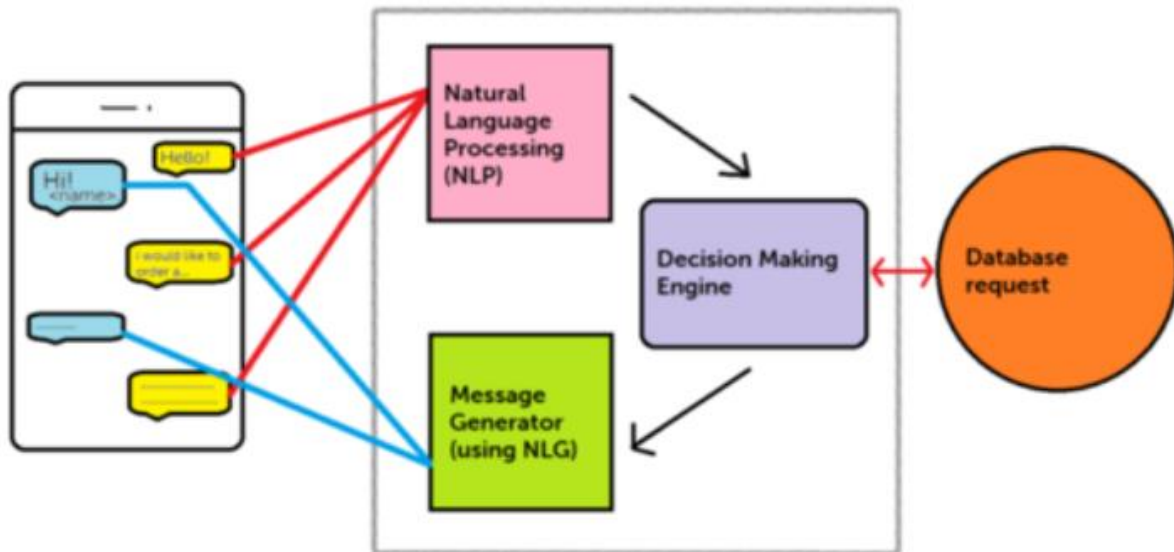 Hello!
Hi!
<name>
i would like to
order a...
Natural
Language
Processing
(NLP)
Decision Making
Engine
Database
request
Message
Generator
(using NLG)